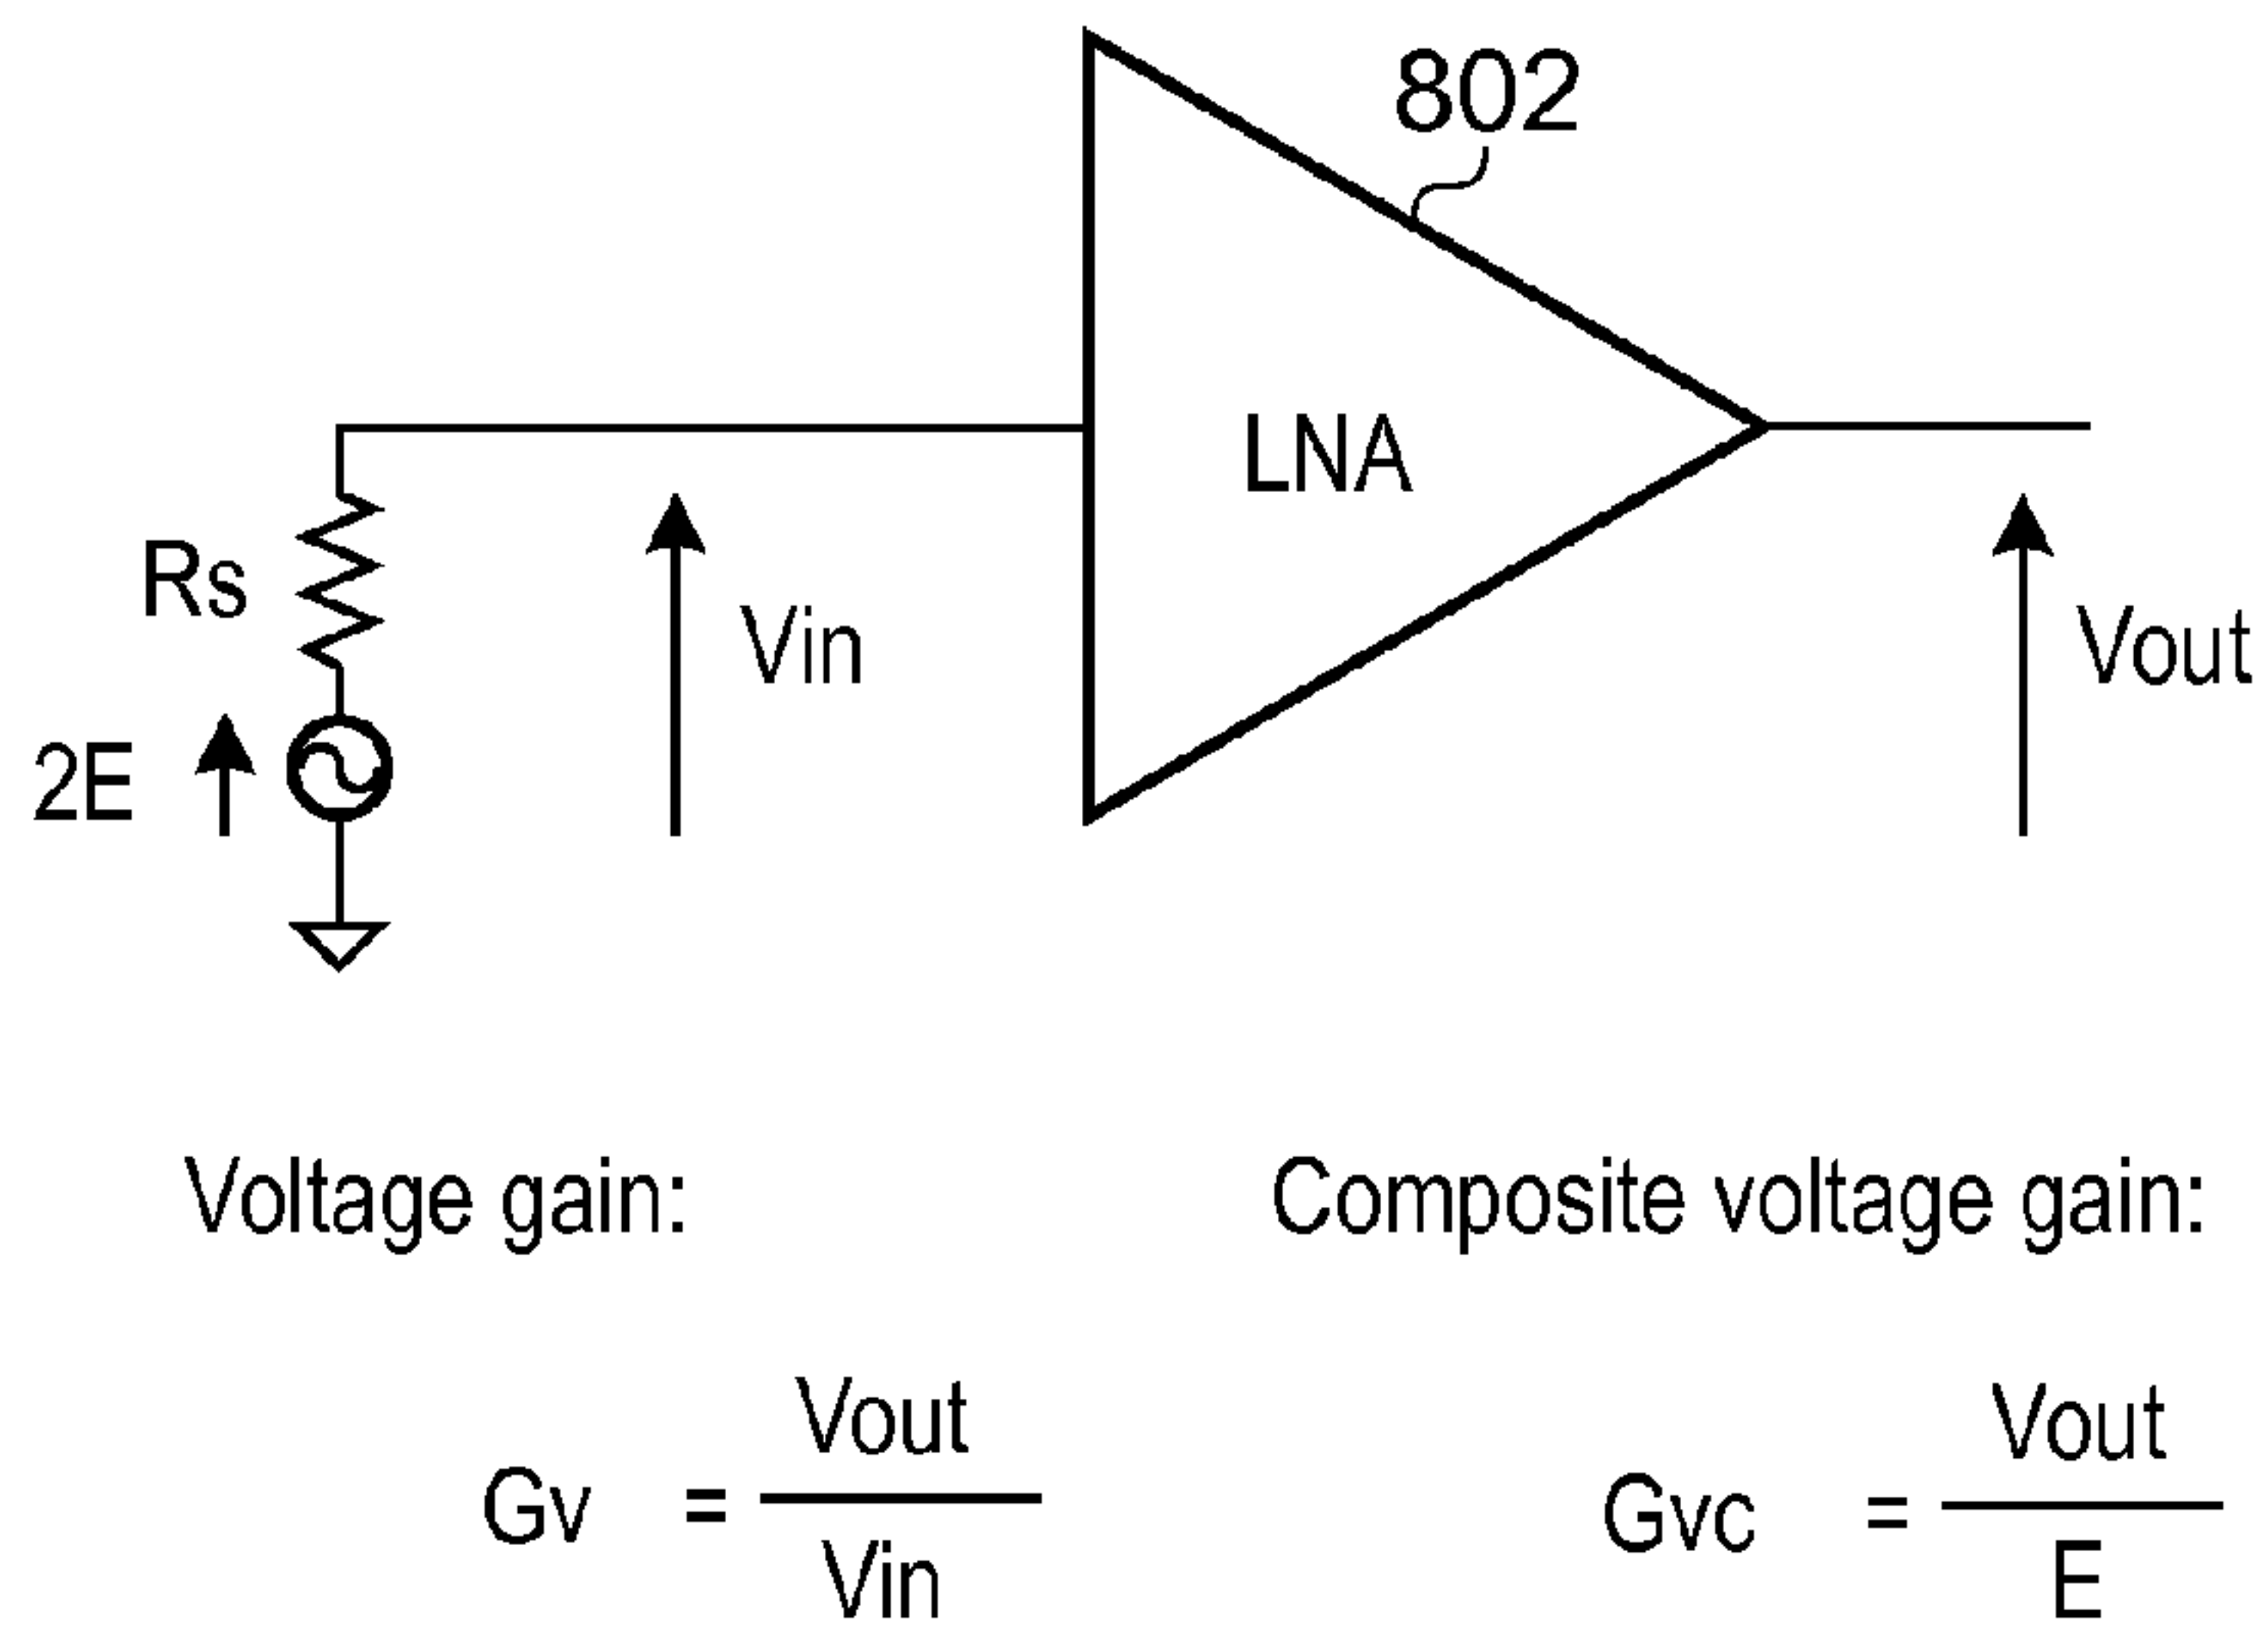 802
LNA
Rs
Vin
Vout
2E
Voltage gain:
Composite voltage gain:
Gv = Vout / Vin
Gvc = Vout / E